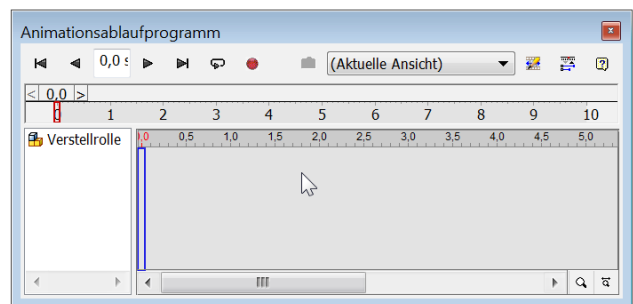 Animationsablaufprogramm
0,0 s
(Aktuelle Ansicht)
< 0,0 >
0 1 2 3 4 5 6 7 8 9 10
Verstellrolle
0,0 0,5 1,0 1,5 2,0 2,5 3,0 3,5 4,0 4,5 5,0